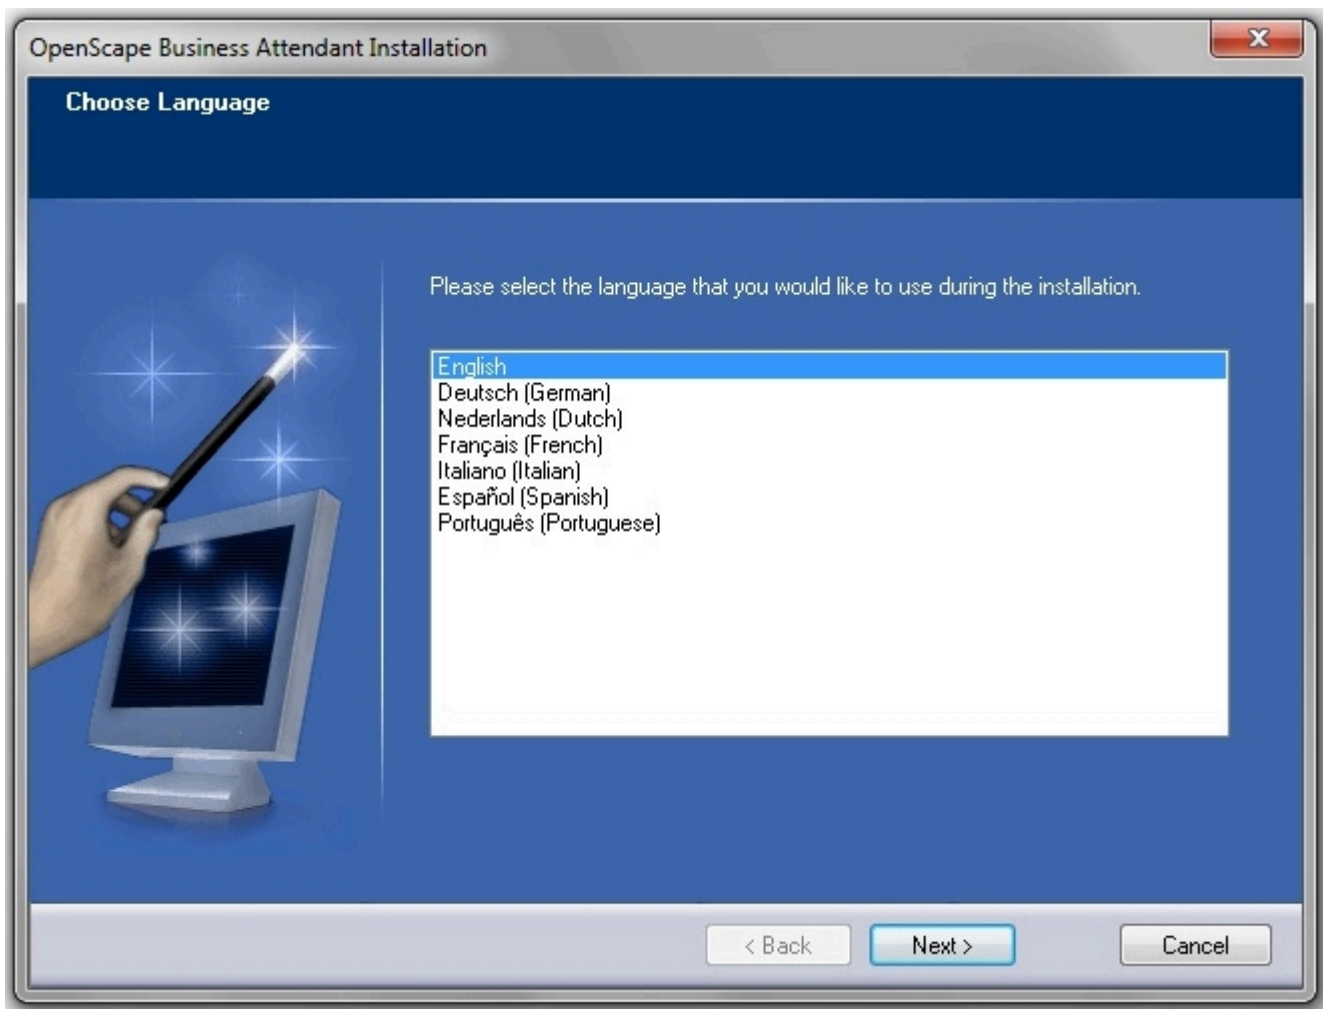 OpenScape Business Attendant Installation
X
Choose Language
Please select the language that you would like to use during the installation.
English
Deutsch (German)
Nederlands (Dutch)
Français (French)
Italiano (Italian)
Español (Spanish)
Português (Portuguese)
< Back
Next >
Cancel